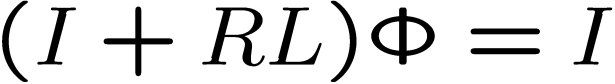 (I + RL)Φ = I